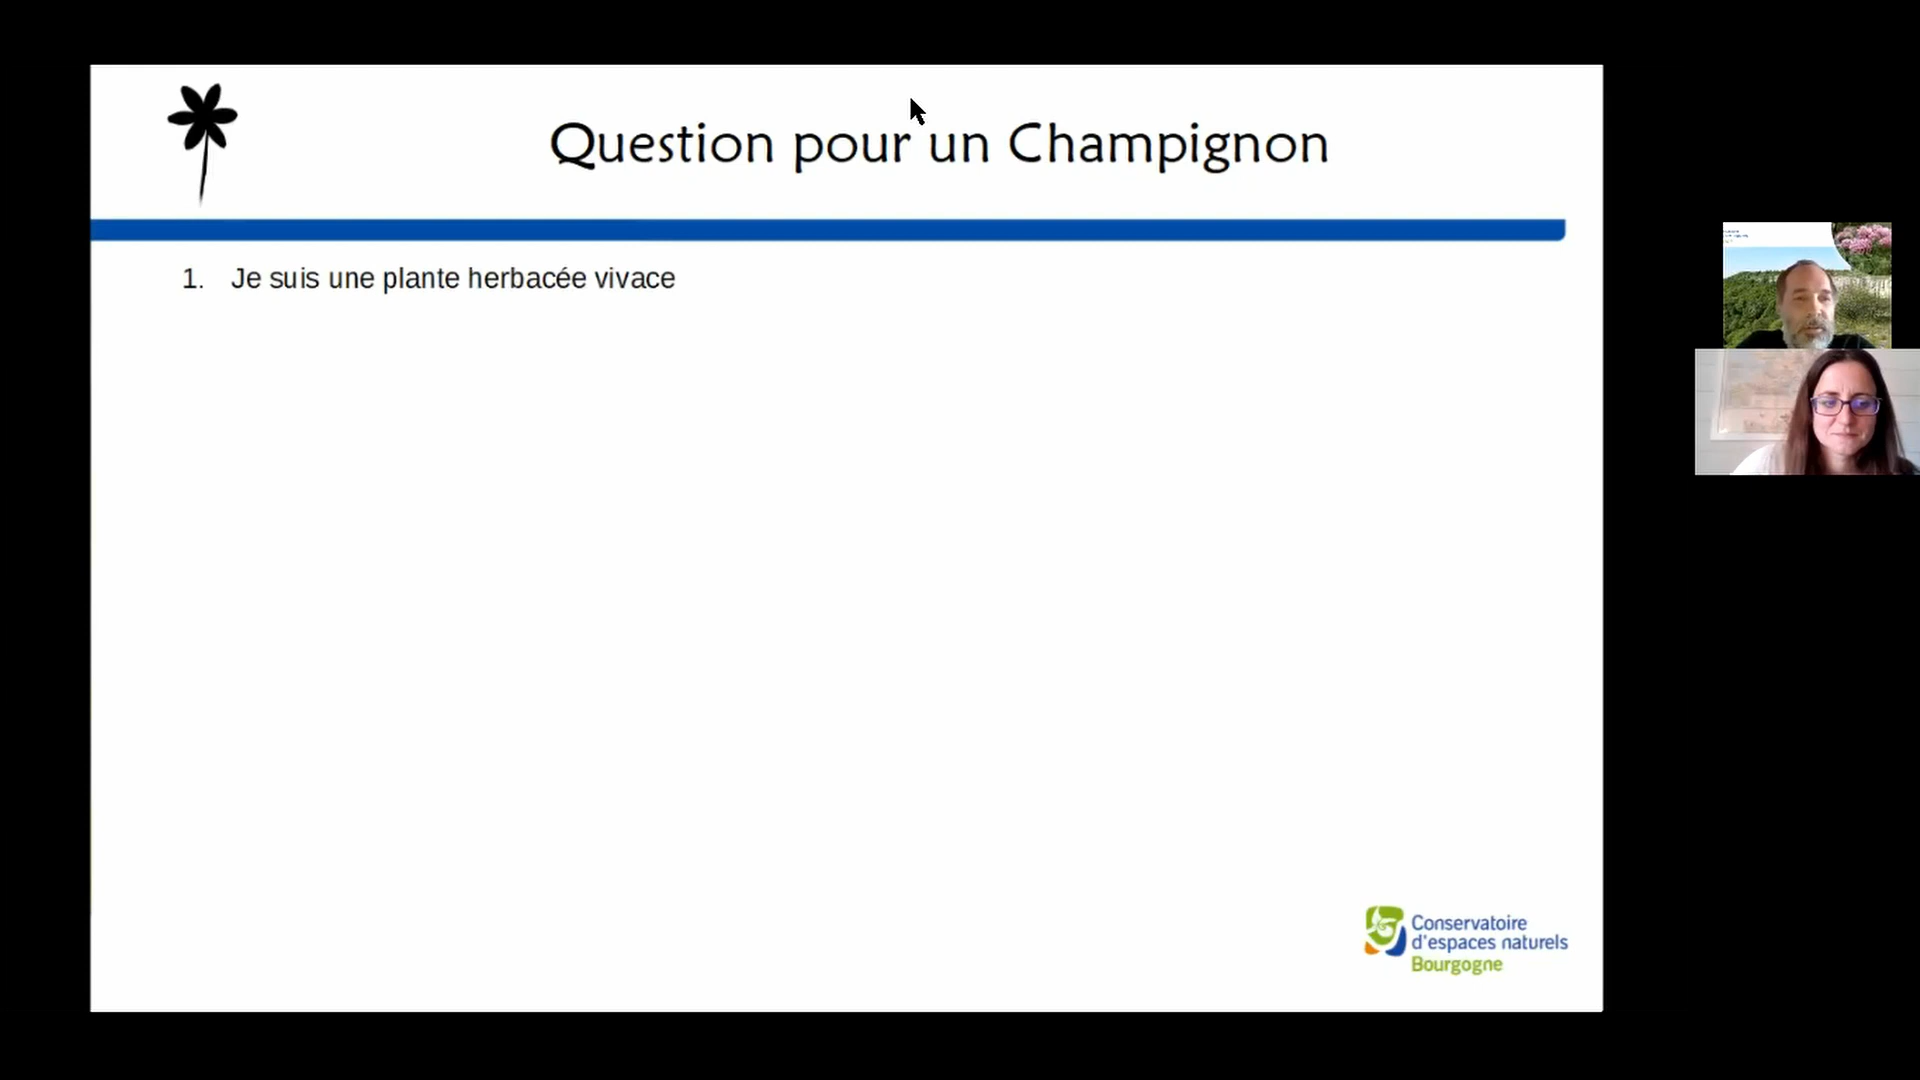 Question pour un Champignon
1. Je suis une plante herbacée vivace
Conservatoire
d'espaces naturels
Bourgogne